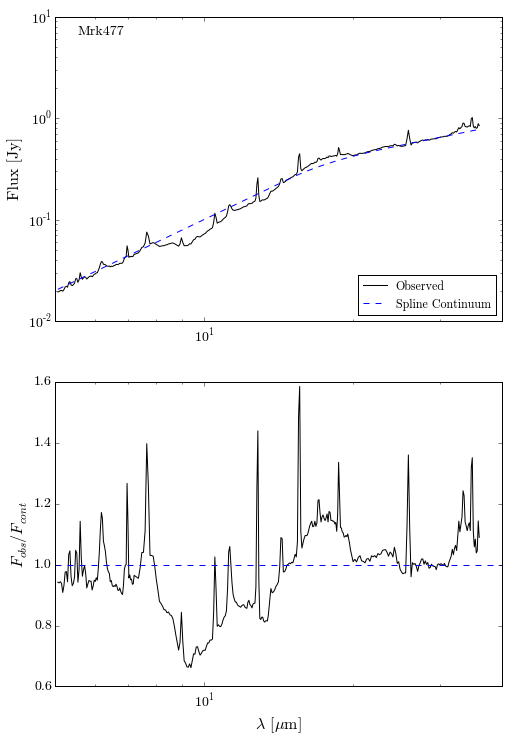 Mrk477
10^1
10^0
10^-1
10^-2
Flux [Jy]
Observed
Spline Continuum
10^1
1.6
1.4
1.2
1.0
0.8
0.6
F_obs/F_cont
10^1
λ [μm]